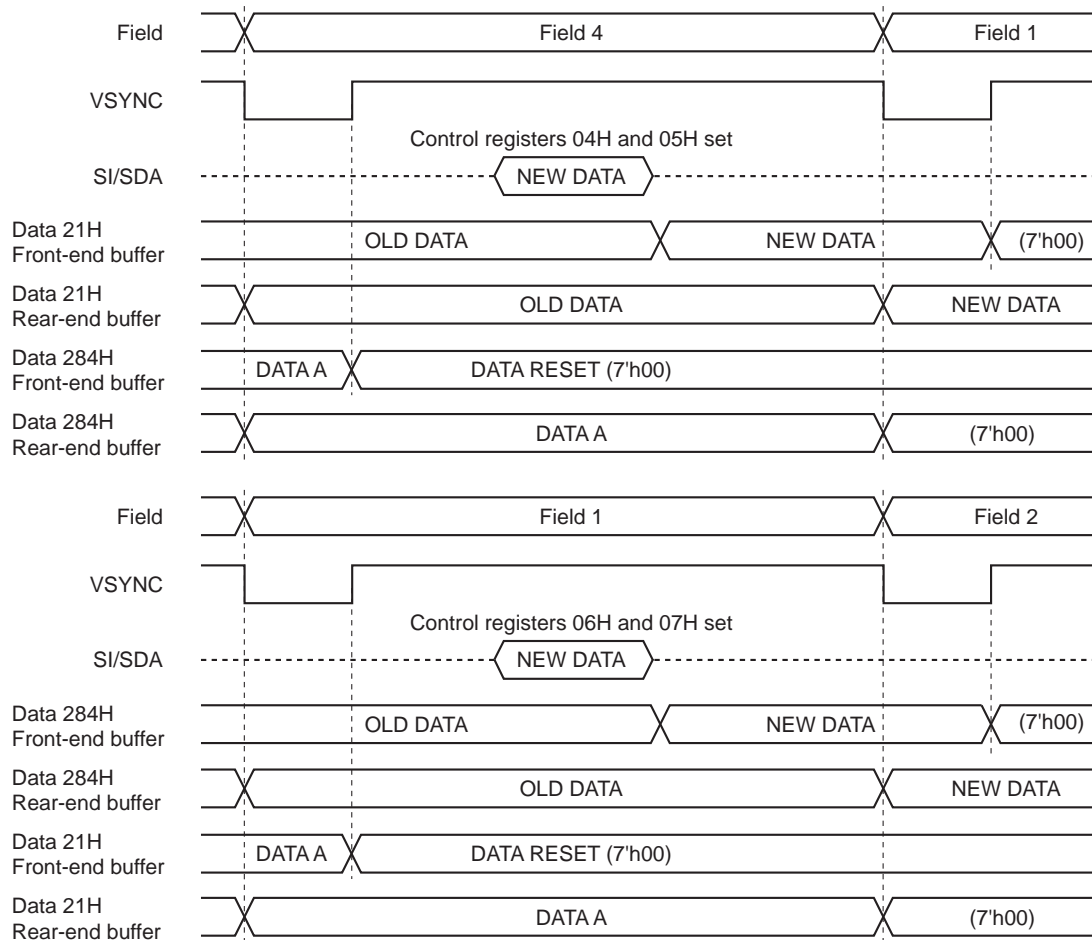 Field
Field 4
Field 1
VSYNC
Control registers 04H and 05H set
SI/SDA
NEW DATA
Data 21H
Front-end buffer
OLD DATA
NEW DATA
(7'h00)
Data 21H
Rear-end buffer
OLD DATA
NEW DATA
Data 284H
Front-end buffer
DATA A
DATA RESET (7'h00)
Data 284H
Rear-end buffer
DATA A
(7'h00)
Field
Field 1
Field 2
VSYNC
Control registers 06H and 07H set
SI/SDA
NEW DATA
Data 284H
Front-end buffer
OLD DATA
NEW DATA
(7'h00)
Data 284H
Rear-end buffer
OLD DATA
NEW DATA
Data 21H
Front-end buffer
DATA A
DATA RESET (7'h00)
Data 21H
Rear-end buffer
DATA A
(7'h00)